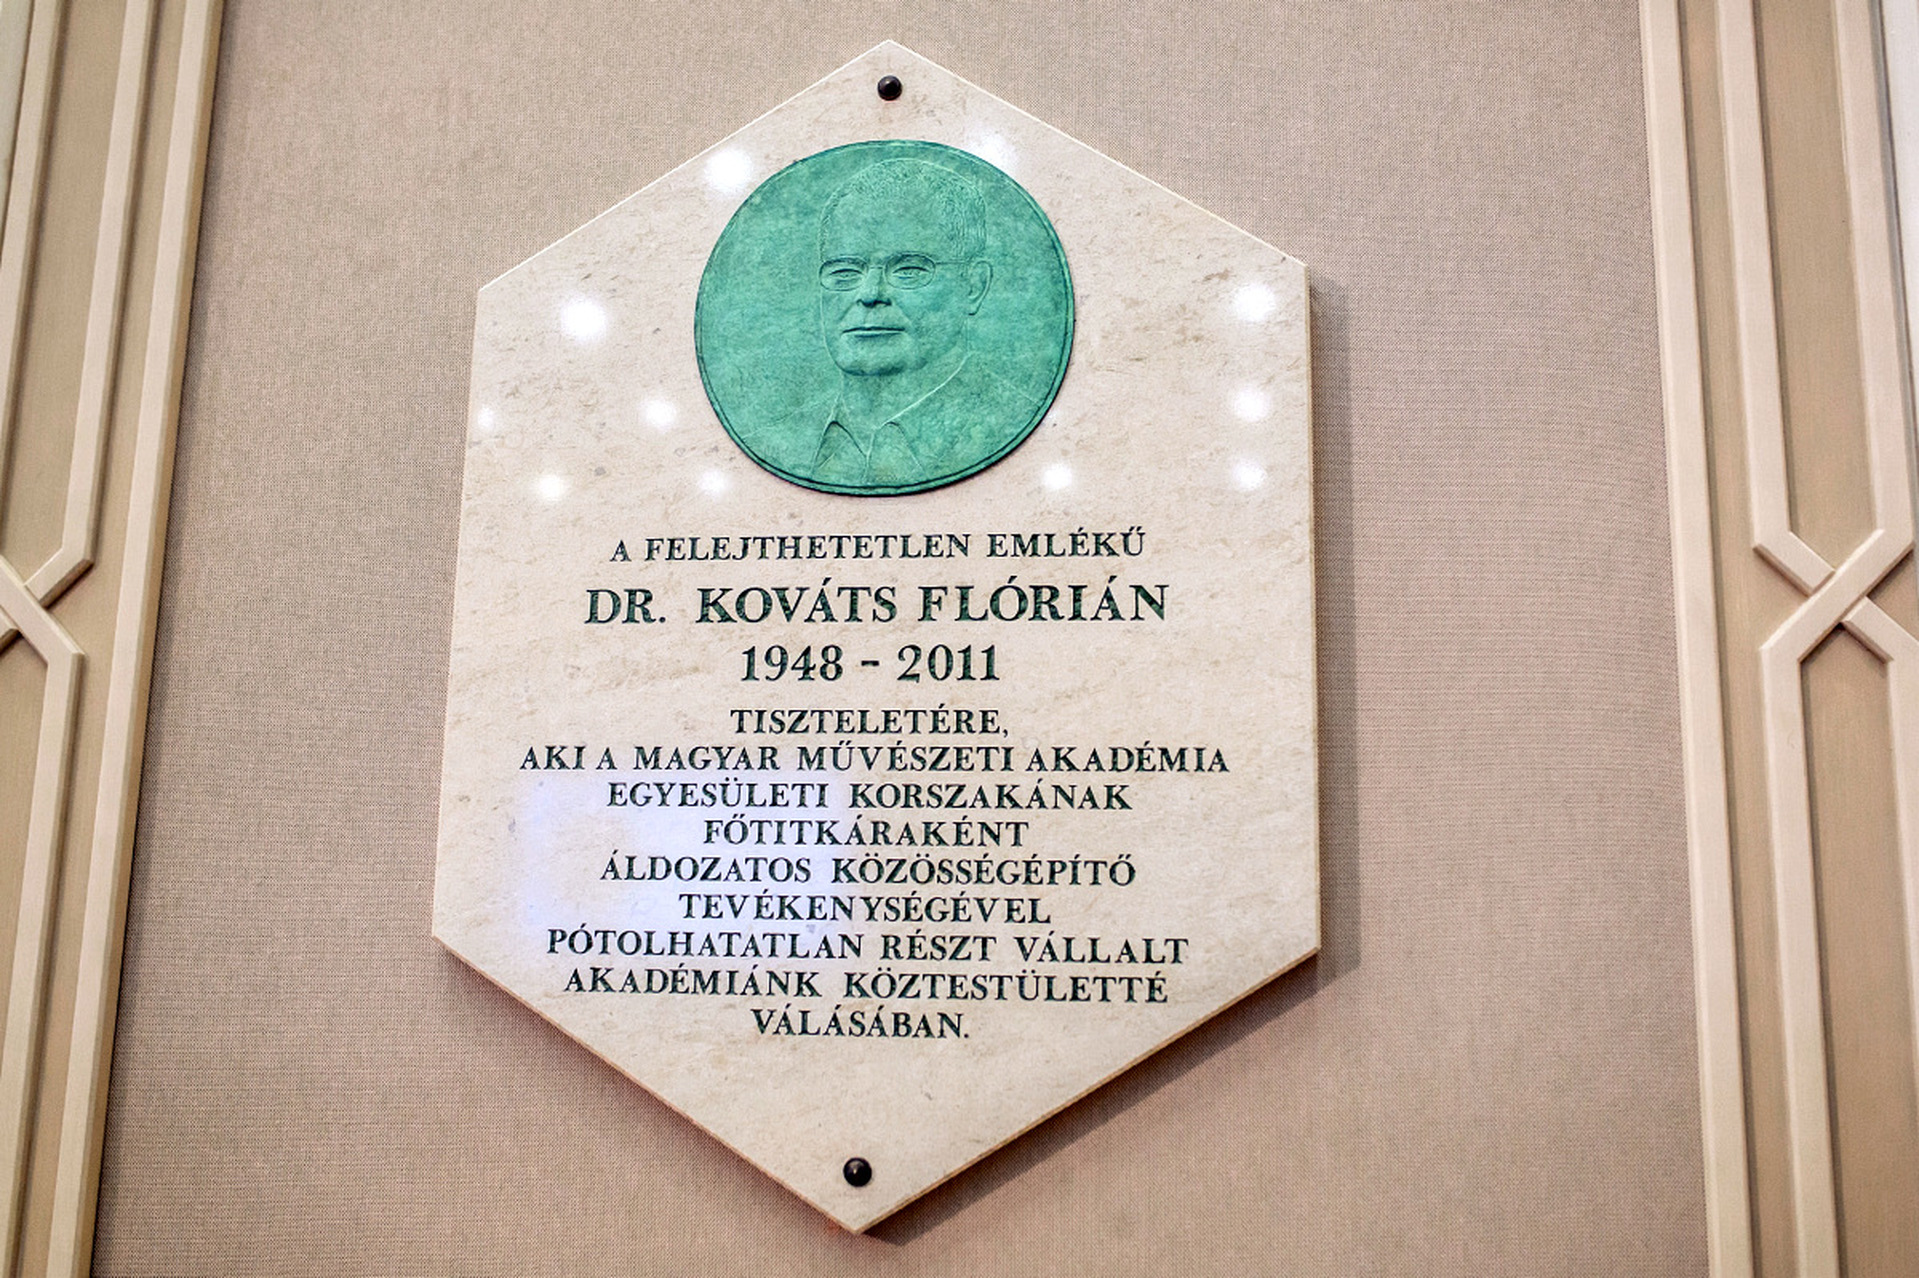 A FELEJTHETETLEN EMLÉKŰ
DR. KOVÁTS FLÓRIÁN
1948 - 2011
TISZTELETÉRE,
AKI A MAGYAR MŰVÉSZETI AKADÉMIA
EGYESÜLETI KORSZAKÁNAK
FŐTITKÁRAKÉNT
ÁLDOZATOS KÖZÖSSÉGÉPÍTŐ
TEVÉKENYSÉGÉVEL
PÓTOLHATATLAN RÉSZT VÁLLALT
AKADÉMIÁNK KÖZTESTÜLETTÉ
VÁLÁSÁBAN.